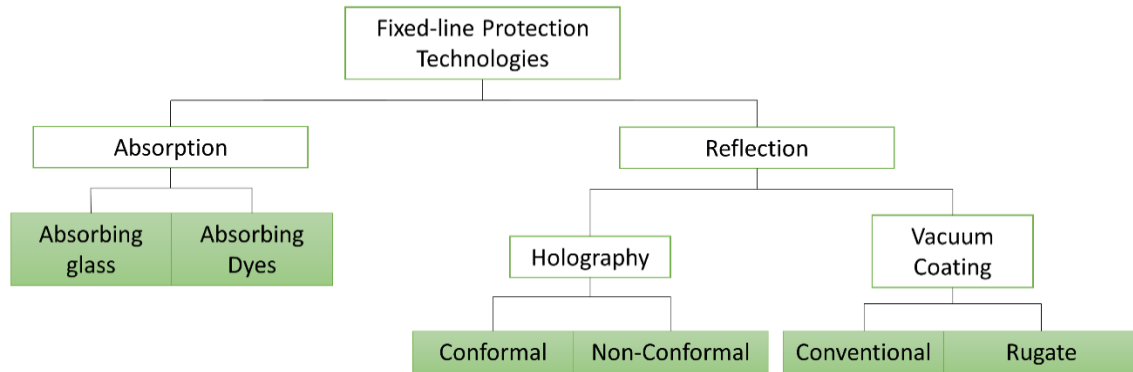 Fixed-line Protection
Technologies
Absorption
Reflection
Absorbing
glass
Absorbing
Dyes
Holography
Vacuum
Coating
Conformal
Non-Conformal
Conventional
Rugate